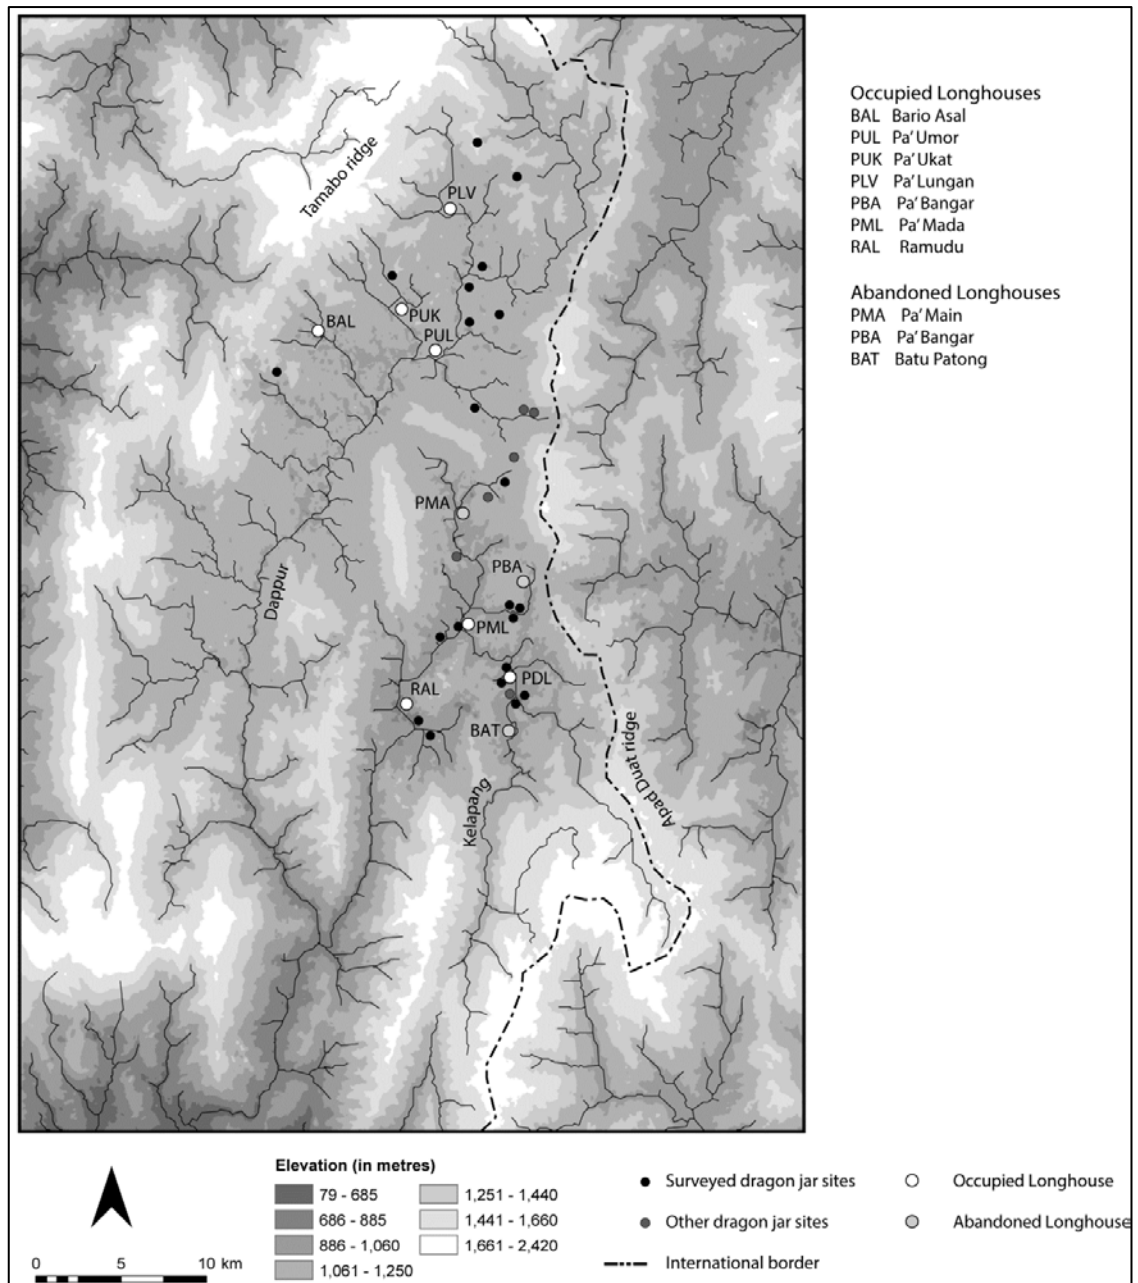 Tamabo ridge
PLV
PUK
BAL
PUL
PMA
PBA
Dappur
PML
PDL
RAL
BAT
Apad Duat ridge
Kelapang
Occupied Longhouses
BAL Bario Asal
PUL Pa' Umor
PUK Pa' Ukat
PLV Pa' Lungan
PBA Pa' Bangar
PML Pa' Mada
RAL Ramudu
Abandoned Longhouses
PMA Pa' Main
PBA Pa' Bangar
BAT Batu Patong
0 5 10 km
Elevation (in metres)
79 - 685
686 - 885
886 - 1,060
1,061 - 1,250
1,251 - 1,440
1,441 - 1,660
1,661 - 2,420
Surveyed dragon jar sites
Other dragon jar sites
International border
Occupied Longhouse
Abandoned Longhouse